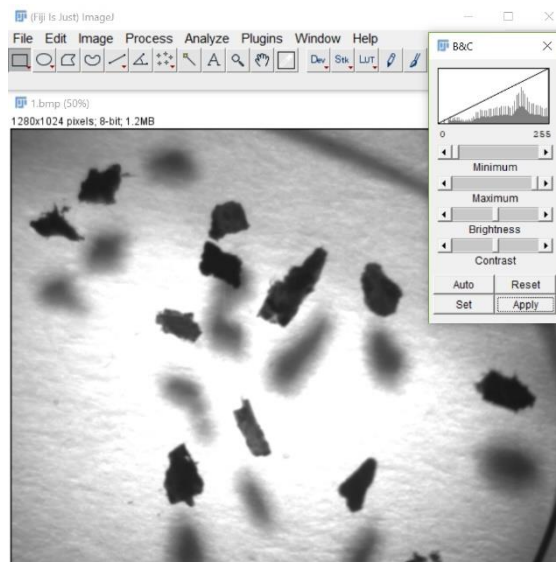 (Fiji Is Just) ImageJ
File Edit Image Process Analyze Plugins Window Help
A Dev Stk LUT
1.bmp (50%)
1280x1024 pixels; 8-bit; 1.2MB
B&C
0 255
Minimum
Maximum
Brightness
Contrast
Auto Reset
Set Apply